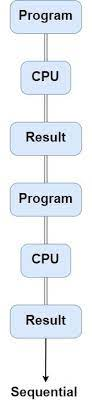 Program
CPU
Result
Program
CPU
Result
Sequential